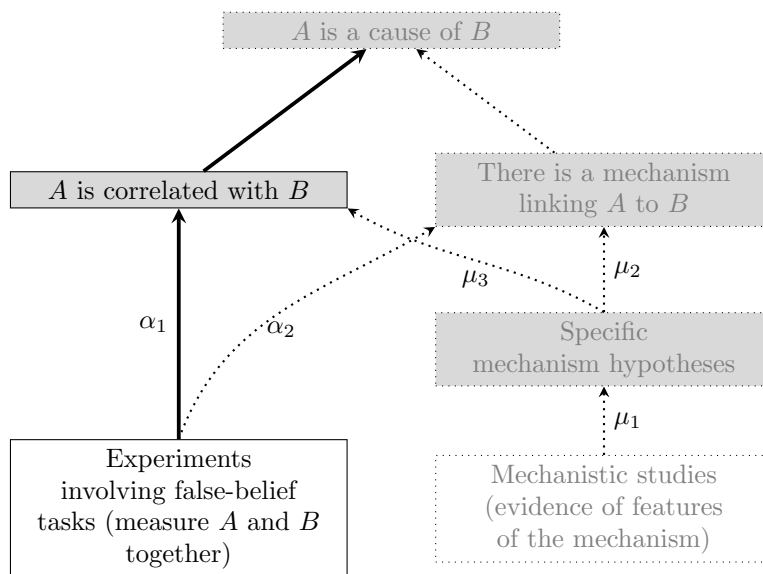 A is a cause of B
A is correlated with B
There is a mechanism
linking A to B
μ₃
μ₂
α₁
α₂
Specific
mechanism hypotheses
μ₁
Experiments
involving false-belief
tasks (measure A and B
together)
Mechanistic studies
(evidence of features
of the mechanism)